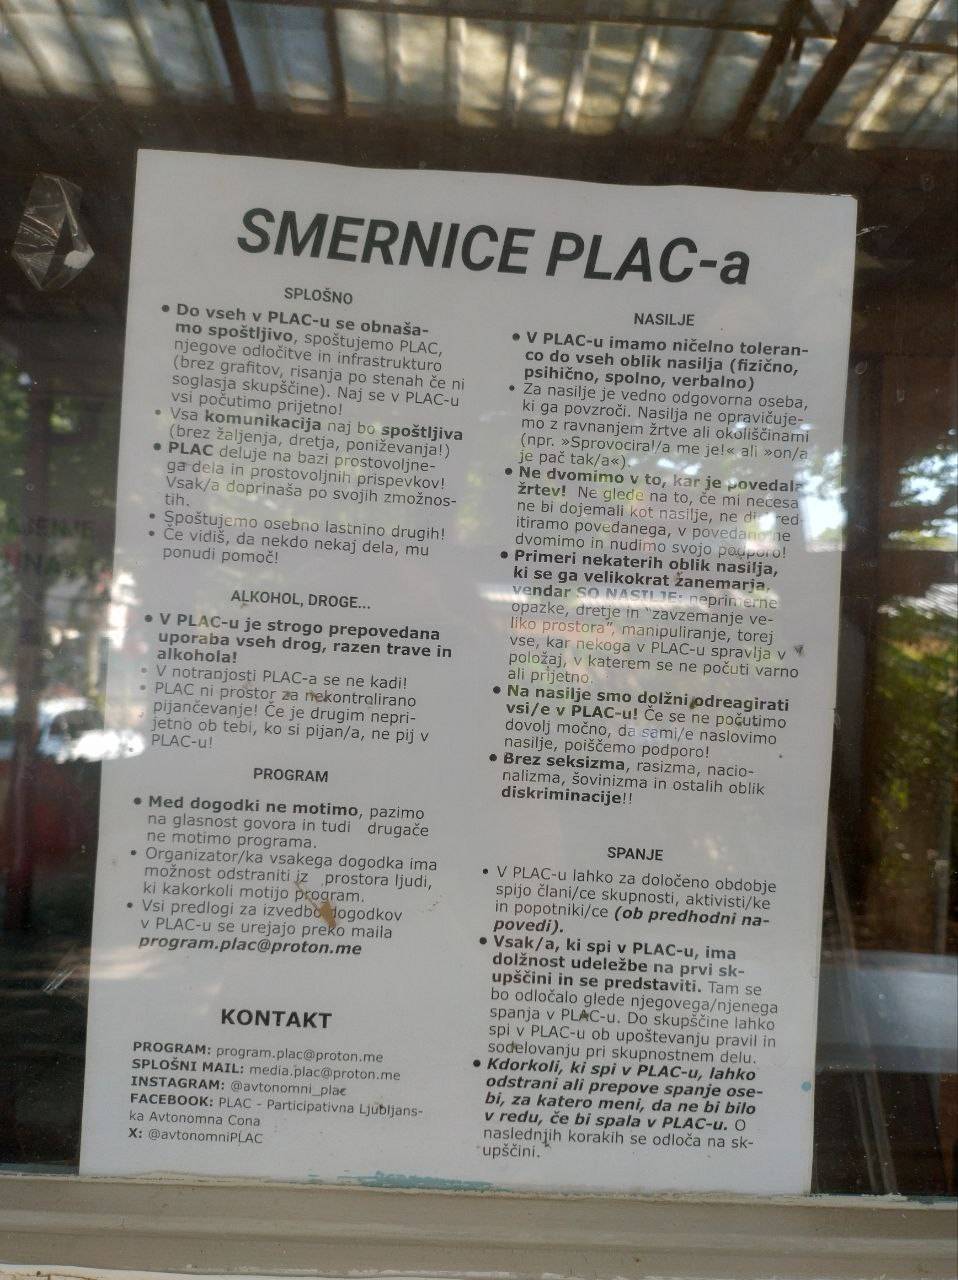 SMERNICE PLAC-a
SPLOŠNO
• Do vseh v PLAC-u se obnaša-
mo spoštljivo, spoštujemo PLAC,
njegove odločitve in infrastrukturo
(brez grafitov, risanja po stenah če ni
soglasja skupščine). Naj se v PLAC-u
vsi počutimo prijetno!
• Vsa komunikacija naj bo spoštljiva
(brez žaljenja, dretja, poniževanja!)
• PLAC deluje na bazi prostovoljne-
ga dela in prostovoljnih prispevkov!
Vsak/a doprinaša po svojih zmožnos-
tih.
• Spoštujemo osebno lastnino drugih!
• Če vidiš, da nekdo nekaj dela, mu
ponudi pomoč!
ALKOHOL, DROGE...
• V PLAC-u je strogo prepovedana
uporaba vseh drog, razen trave in
alkohola!
• V notranjosti PLAC-a se ne kadi!
• PLAC ni prostor za nekontrolirano
pijančevanje! Če je drugim nepri-
jetno ob tebi, ko si pijan/a, ne pij v
PLAC-u!
PROGRAM
• Med dogodki ne motimo, pazimo
na glasnost govora in tudi drugače
ne motimo programa.
• Organizator/ka vsakega dogodka ima
možnost odstraniti iz prostora ljudi,
ki kakorkoli motijo program.
• Vsi predlogi za izvedbo dogodkov
v PLAC-u se urejajo preko maila
program.plac@proton.me
KONTAKT
PROGRAM: program.plac@proton.me
SPLOŠNI MAIL: media.plac@proton.me
INSTAGRAM: @avtonomni_plac
FACEBOOK: PLAC - Participativna Ljubljans-
ka Avtonomna Cona
X: @avtonomniPLAC
NASILJE
• V PLAC-u imamo ničelno toleran-
co do vseh oblik nasilja (fizično,
psihično, spolno, verbalno)
• Za nasilje je vedno odgovorna oseba,
ki ga povzroči. Nasilja ne opravičuje-
mo z ravnanjem žrtve ali okoliščinami
(npr. »Sprovociral/a me je!« ali »on/a
je pač tak/a«).
• Ne dvomimo v to, kar je povedala
žrtev! Ne glede na to, če mi necesa
ne bi dojemali kot nasilje, ne diskred-
itiramo povedanega, v povedano ne
dvomimo in nudimo svojo podporo!
• Primeri nekaterih oblik nasilja,
ki se ga velikokrat žanemarja,
vendar SO NASILJE: neprimerne
opazke, dretje in "zavzemanje ve-
liko prostora", manipuliranje, torej
vse, kar nekoga v PLAC-u spravlja v
položaj, v katerem se ne počuti varno
ali prijetno.
• Na nasilje smo dolžni odreagirati
vsi/e v PLAC-u! Če se ne počutimo
dovolj močno, da sami/e naslovimo
nasilje, poiščemo podporo!
• Brez seksizma, rasizma, nacio-
nalizma, šovinizma in ostalih oblik
diskriminacije!!
SPANJE
• V PLAC-u lahko za določeno obdobje
spijo člani/ce skupnosti, aktivisti/ke
in popotniki/ce (ob predhodni na-
povedi).
• Vsak/a, ki spi v PLAC-u, ima
dolžnost udeležbe na prvi sk-
upščini in se predstaviti. Tam se
bo odločalo glede njegovega/njenega
spanja v PLAC-u. Do skupščine lahko
spi v PLAC-u ob upoštevanju pravil in
sodelovanju pri skupnostnem delu.
• Kdorkoli, ki spi v PLAC-u, lahko
odstrani ali prepove spanje ose-
bi, za katero meni, da ne bi bilo
v redu, če bi spala v PLAC-u. O
naslednjih korakih se odloča na sk-
upščini.